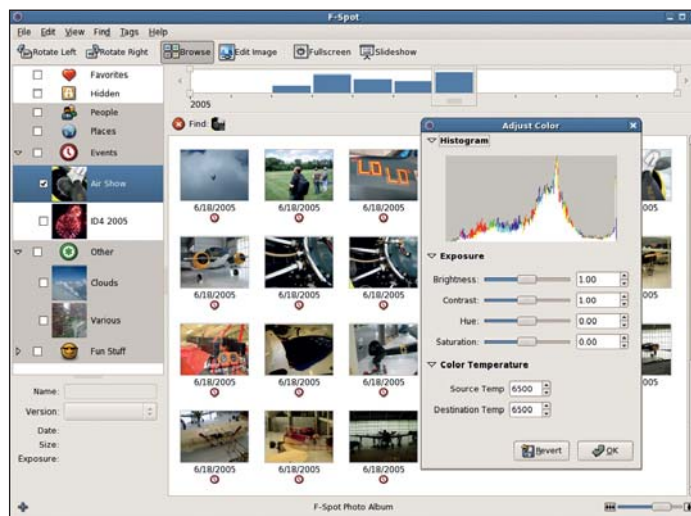 F-Spot
File Edit View Find Tags Help
Rotate Left Rotate Right Browse Edit Image Fullscreen Slideshow
Favorites
Hidden
People
Places
Events
Air Show
ID4 2005
Other
Clouds
Various
Fun Stuff
Name:
Version:
Date:
Size:
Exposure:
2005
Find:
LO LO
6/18/2005 6/18/2005 6/18/2005
6/18/2005 6/18/2005 6/18/2005
6/18/2005 6/18/2005 6/18/2005
6/18/2005 6/18/2005 6/18/2005
005
005
005
Adjust Color
Histogram
Exposure
Brightness: 1.00
Contrast: 1.00
Hue: 0.00
Saturation: 0.00
Color Temperature
Source Temp 6500
Destination Temp 6500
Revert OK
F-Spot Photo Album